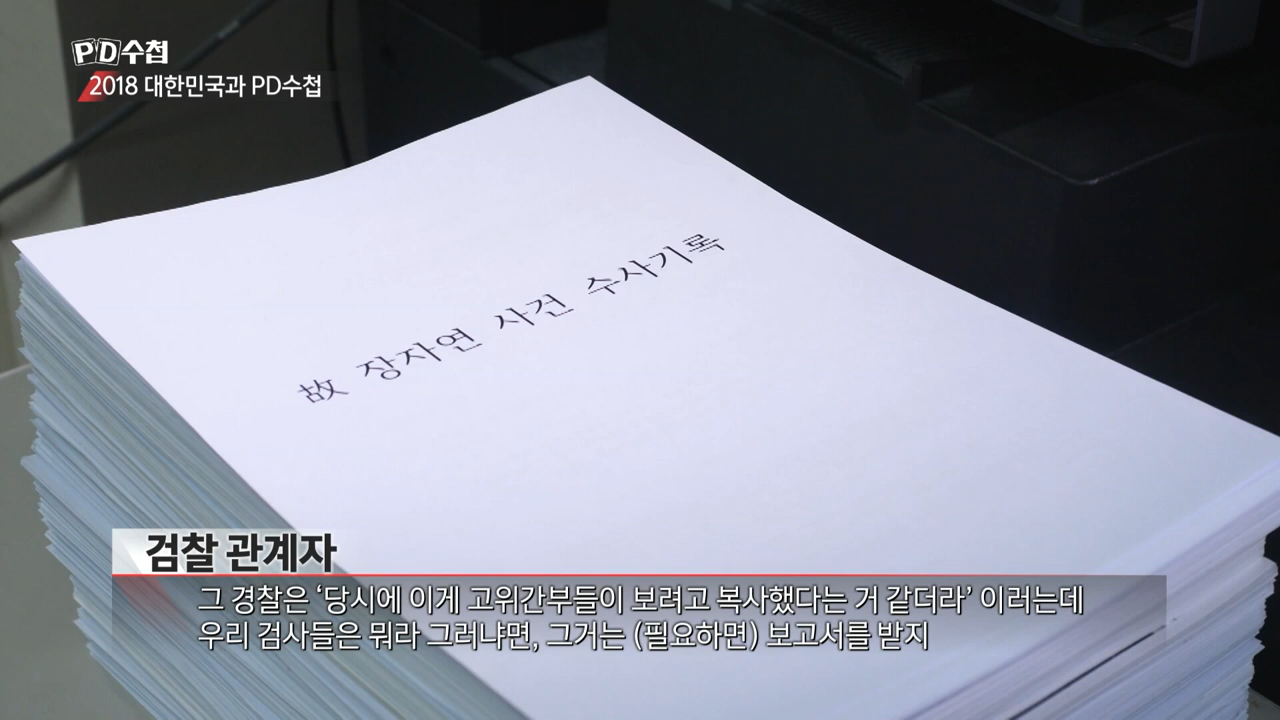 PD수첩
2018 대한민국과 PD수첩
故 장자연 사건 수사기록
검찰 관계자
그 경찰은 ‘당시에 이게 고위간부들이 보려고 복사했다는 거 같더라’ 이러는데
우리 검사들은 뭐라 그러냐면, 그거는 (필요하면) 보고서를 받지